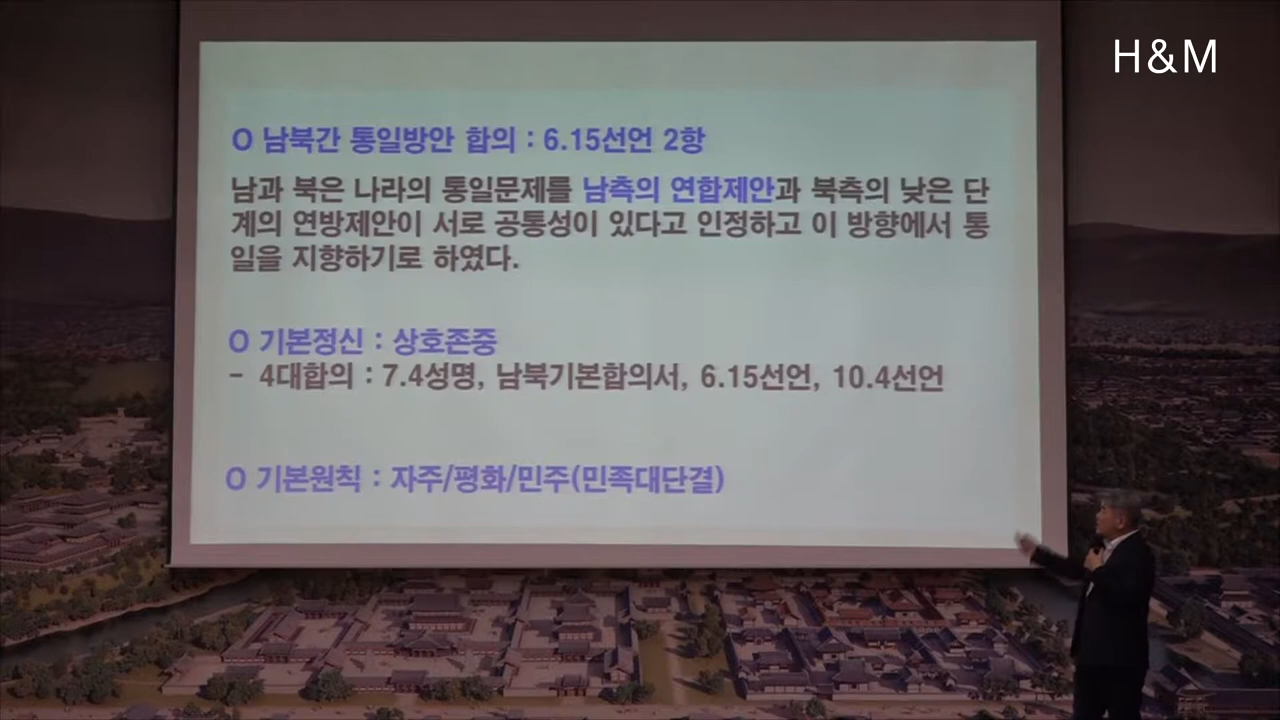 H&M
O 남북간 통일방안 합의 : 6.15선언 2항
남과 북은 나라의 통일문제를 남측의 연합제안과 북측의 낮은 단
계의 연방제안이 서로 공통성이 있다고 인정하고 이 방향에서 통
일을 지향하기로 하였다.
O 기본정신 : 상호존중
- 4대합의 : 7.4성명, 남북기본합의서, 6.15선언, 10.4선언
O 기본원칙 : 자주/평화/민주(민족대단결)